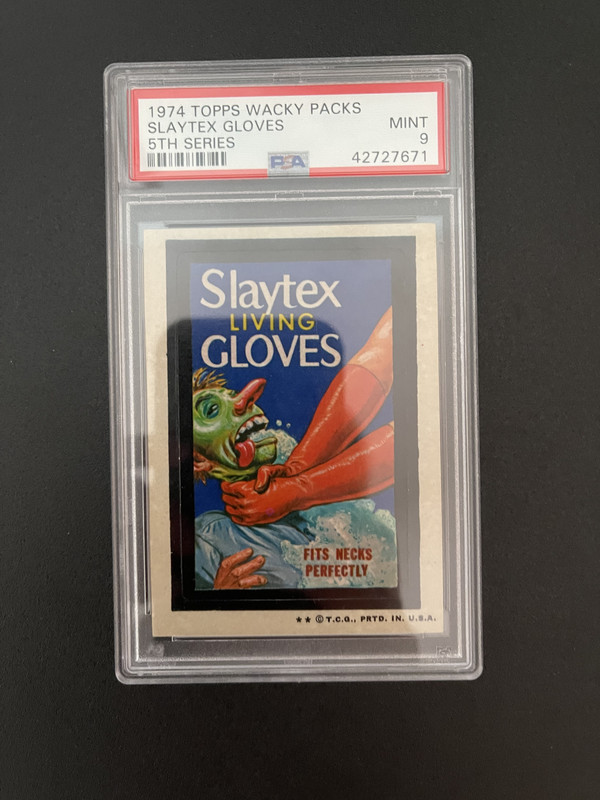 1974 TOPPS WACKY PACKS
SLAYTEX GLOVES
MINT
5TH SERIES
9
PSA
42727671
Slaytex
LIVING
GLOVES
FITS NECKS
PERFECTLY
★★ ©T.C.G., PRTD. IN. U.S.A.